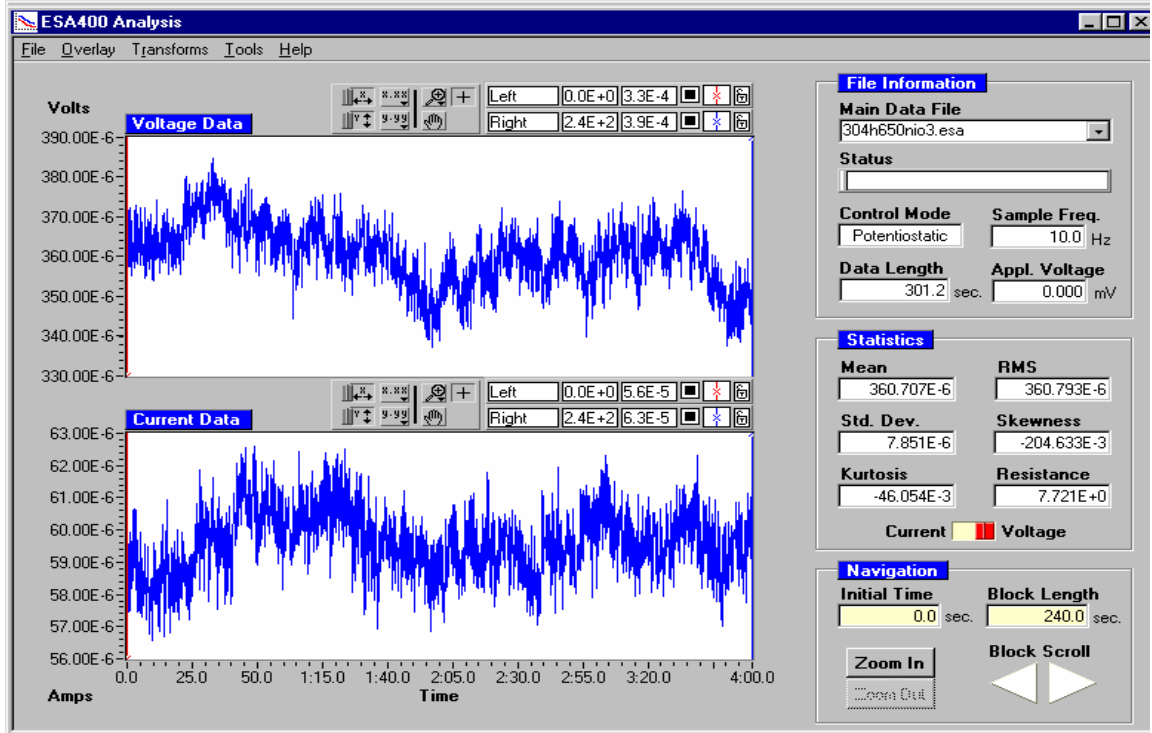 ESA400 Analysis
File Overlay Transforms Tools Help
Volts
Voltage Data
x.xx
y.yy
Left 0.0E+0 3.3E-4
Right 2.4E+2 3.9E-4
390.00E-6
380.00E-6
370.00E-6
360.00E-6
350.00E-6
340.00E-6
330.00E-6
Current Data
x.xx
y.yy
Left 0.0E+0 5.6E-5
Right 2.4E+2 6.3E-5
63.00E-6
62.00E-6
61.00E-6
60.00E-6
59.00E-6
58.00E-6
57.00E-6
56.00E-6
0.0 25.0 50.0 1:15.0 1:40.0 2:05.0 2:30.0 2:55.0 3:20.0 4:00.0
Amps
Time
File Information
Main Data File
304h650nio3.esa
Status
Control Mode Sample Freq.
Potentiostatic 10.0 Hz
Data Length Appl. Voltage
301.2 sec. 0.000 mV
Statistics
Mean RMS
360.707E-6 360.793E-6
Std. Dev. Skewness
7.851E-6 -204.633E-3
Kurtosis Resistance
-46.054E-3 7.721E+0
Current Voltage
Navigation
Initial Time Block Length
0.0 sec. 240.0 sec.
Zoom In Block Scroll
Zoom Out